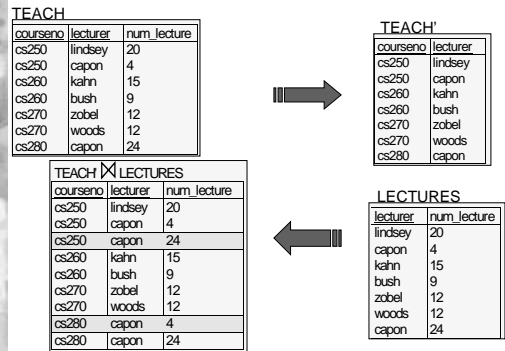 TEACH
courseno lecturer num_lecture
cs250 lindsey 20
cs250 capon 4
cs260 kahn 15
cs260 bush 9
cs270 zobel 12
cs270 woods 12
cs280 capon 24
TEACH'
courseno lecturer
cs250 lindsey
cs250 capon
cs260 kahn
cs260 bush
cs270 zobel
cs270 woods
cs280 capon
TEACH' ⋈ LECTURES
courseno lecturer num_lecture
cs250 lindsey 20
cs250 capon 4
cs250 capon 24
cs260 kahn 15
cs260 bush 9
cs270 zobel 12
cs270 woods 12
cs280 capon 4
cs280 capon 24
LECTURES
lecturer num_lecture
lindsey 20
capon 4
kahn 15
bush 9
zobel 12
woods 12
capon 24